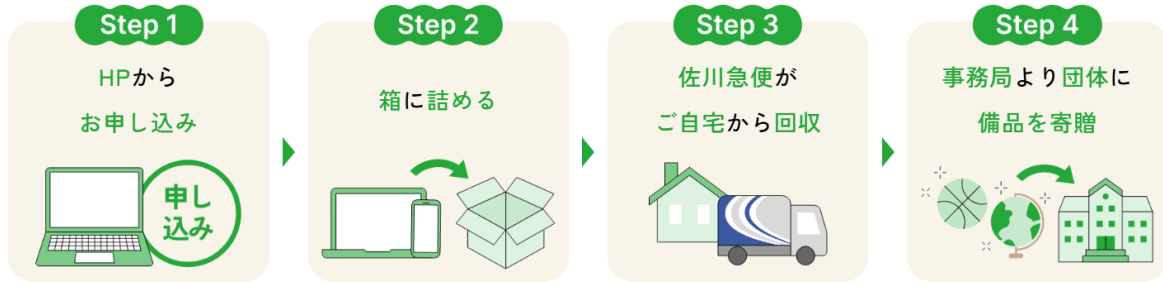 Step 1
HPから
お申し込み
申し
込み
Step 2
箱に詰める
Step 3
佐川急便が
ご自宅から回収
Step 4
事務局より団体に
備品を寄贈